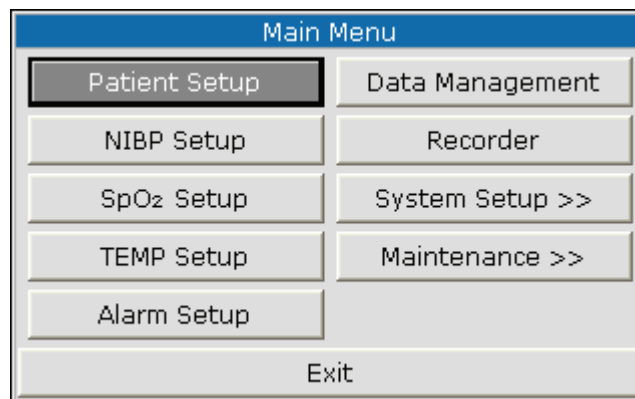 Main Menu
Patient Setup
Data Management
NIBP Setup
Recorder
SpO₂ Setup
System Setup >>
TEMP Setup
Maintenance >>
Alarm Setup
Exit